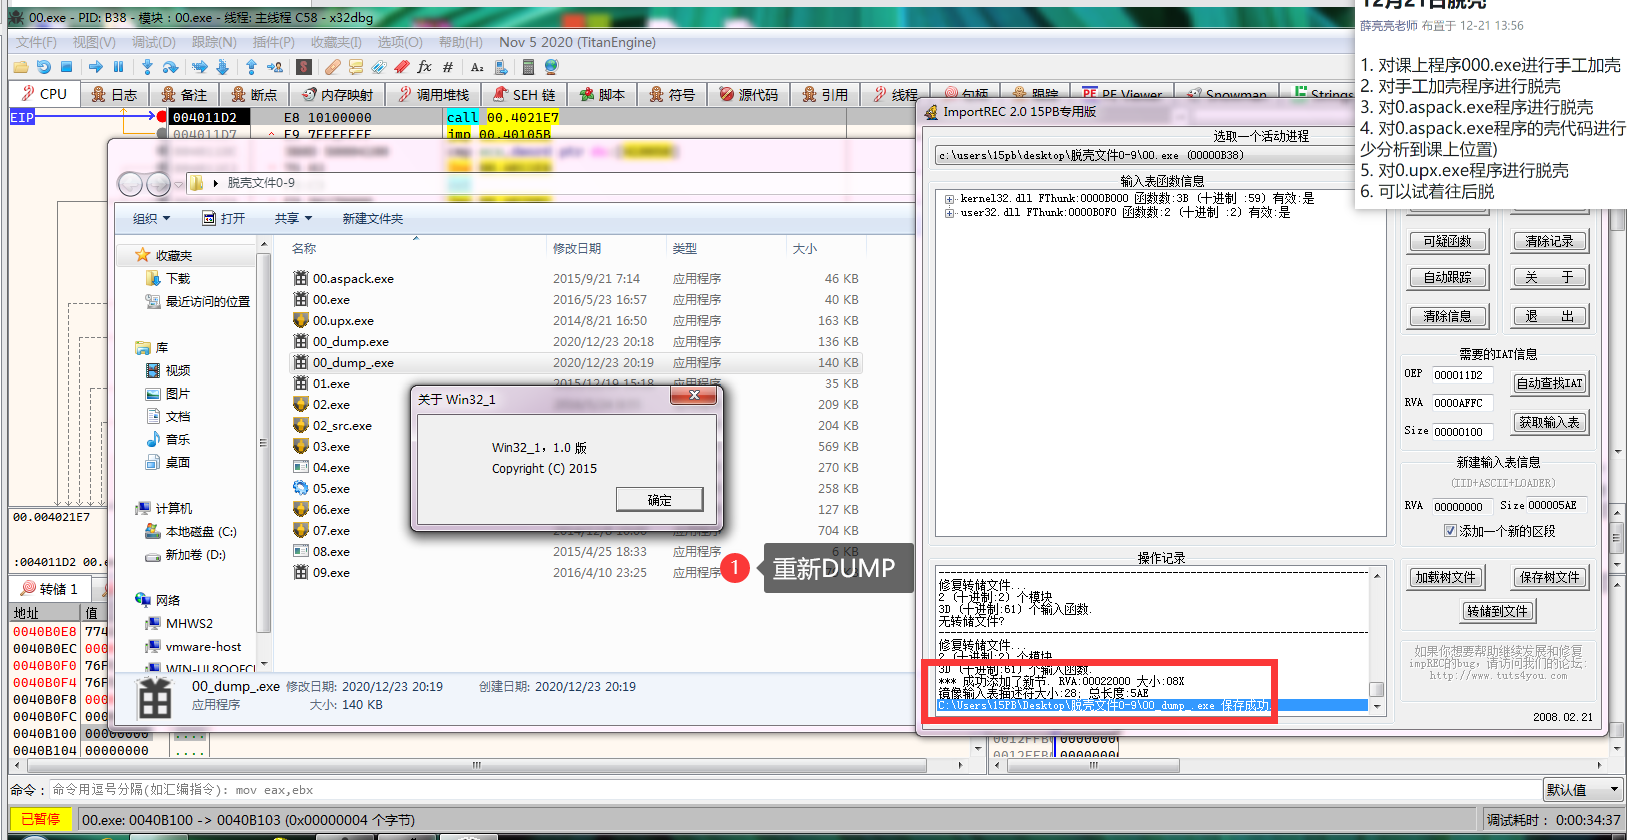 00.exe - PID: B38 - 模块：00.exe - 线程: 主线程 C58 - x32dbg
文件(F) 视图(V) 调试(D) 跟踪(N) 插件(P) 收藏夹(I) 选项(O) 帮助(H) Nov 5 2020 (TitanEngine)
CPU 日志 备注 断点 内存映射 调用堆栈 SEH 链 脚本 符号 源代码 引用 线程 句柄 跟踪 PE Viewer Snowman Strings
12月21日脱壳
薛亮亮老师 布置于 12-21 13:56
1. 对课上程序000.exe进行手工加壳
2. 对手工加壳程序进行脱壳
3. 对0.aspack.exe程序进行脱壳
4. 对0.aspack.exe程序的壳代码进行
少分析到课上位置)
5. 对0.upx.exe程序进行脱壳
6. 可以试着往后脱
EIP 004011D2 E8 10100000 call 00.4021E7
004011D7 E9 7FFFFFFF jmp 00.40105B
脱壳文件0-9
组织 打开 共享 新建文件夹
收藏夹
下载
最近访问的位置
库
视频
图片
文档
音乐
桌面
计算机
本地磁盘 (C:)
新加卷 (D:)
网络
MHWS2
vmware-host
名称 修改日期 类型 大小
00.aspack.exe 2015/9/21 7:14 应用程序 46 KB
00.exe 2016/5/23 16:57 应用程序 40 KB
00.upx.exe 2014/8/21 16:50 应用程序 163 KB
00_dump.exe 2020/12/23 20:18 应用程序 136 KB
00_dump_.exe 2020/12/23 20:19 应用程序 140 KB
01.exe 2015/12/19 15:18 应用程序 35 KB
02.exe 209 KB
02_src.exe 204 KB
03.exe 569 KB
04.exe 270 KB
05.exe 258 KB
06.exe 127 KB
07.exe 704 KB
08.exe 2015/4/25 18:33 应用程序 6 KB
09.exe 2016/4/10 23:25 应用程序
关于 Win32_1
Win32_1，1.0 版
Copyright (C) 2015
确定
1 重新DUMP
00_dump_.exe 修改日期: 2020/12/23 20:19 创建日期: 2020/12/23 20:19
应用程序 大小: 140 KB
00.004021E7
:004011D2 00.e
转储 1
地址 值
0040B0E8 774
0040B0EC 000
0040B0F0 76F
0040B0F4 76F
0040B0F8 000
0040B0FC 000
0040B100 00000000 ....
0040B104 00000000 ....
ImportREC 2.0 15PB专用版
选取一个活动进程
c:\users\15pb\desktop\脱壳文件0-9\00.exe (00000B38)
输入表函数信息
kernel32.dll FThunk:0000B000 函数数:3B (十进制 :59) 有效:是
user32.dll FThunk:0000B0F0 函数数:2 (十进制 :2) 有效:是
可疑函数 清除记录
自动跟踪 关 于
清除信息 退 出
需要的IAT信息
OEP 000011D2 自动查找IAT
RVA 0000AFFC
Size 00000100 获取输入表
新建输入表信息
(IID+ASCII+LOADER)
RVA 00000000 Size 000005AE
添加一个新的区段
加载树文件 保存树文件
转储到文件
如果你想要帮助继续发展和修复
impREC的bug，请访问我们的论坛:
http://www.tuts4you.com
2008.02.21
操作记录
修复转储文件...
2 (十进制:2) 个模块
3D (十进制:61) 个输入函数.
无转储文件?
修复转储文件...
2 (十进制:2) 个模块
3D (十进制:61) 个输入函数.
*** 成功添加了新节. RVA:00022000 大小:08X
镜像输入表描述符大小:28; 总长度:5AE
C:\Users\15PB\Desktop\脱壳文件0-9\00_dump_.exe 保存成功.
命令： 命令用逗号分隔(如汇编指令): mov eax,ebx 默认值
已暂停 00.exe: 0040B100 -> 0040B103 (0x00000004 个字节) 调试耗时： 0:00:34:37